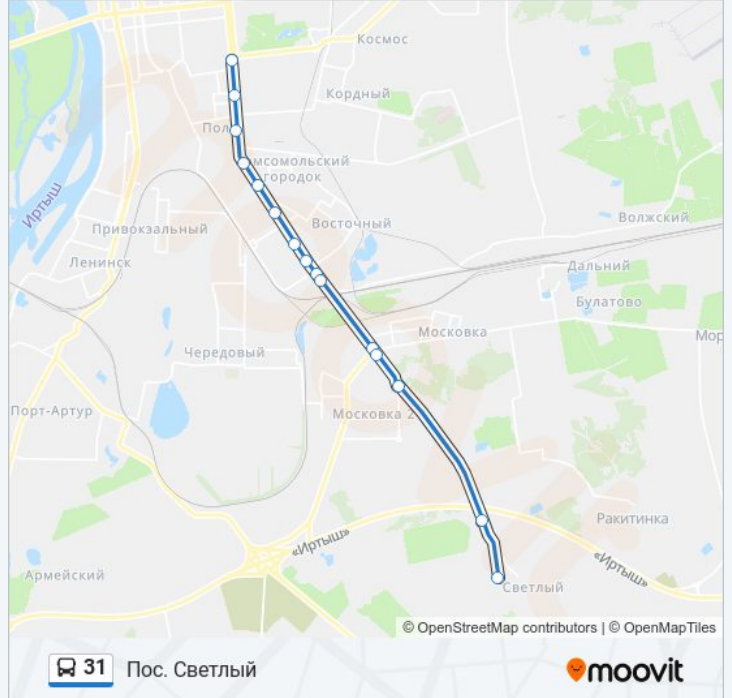 Космос
Кордный
Пол
мсомольский
городок
Иртыш
Волжский
Восточный
Привокзальный
Ленинск
Дальний
Булатово
Московка
Мор
Чередовый
Порт-Артур
Московка 2
Ракитинка
«Иртыш»
«Иртыш»
Армейский
Светлый
© OpenStreetMap contributors | © OpenMapTiles
31 Пос. Светлый
moovit